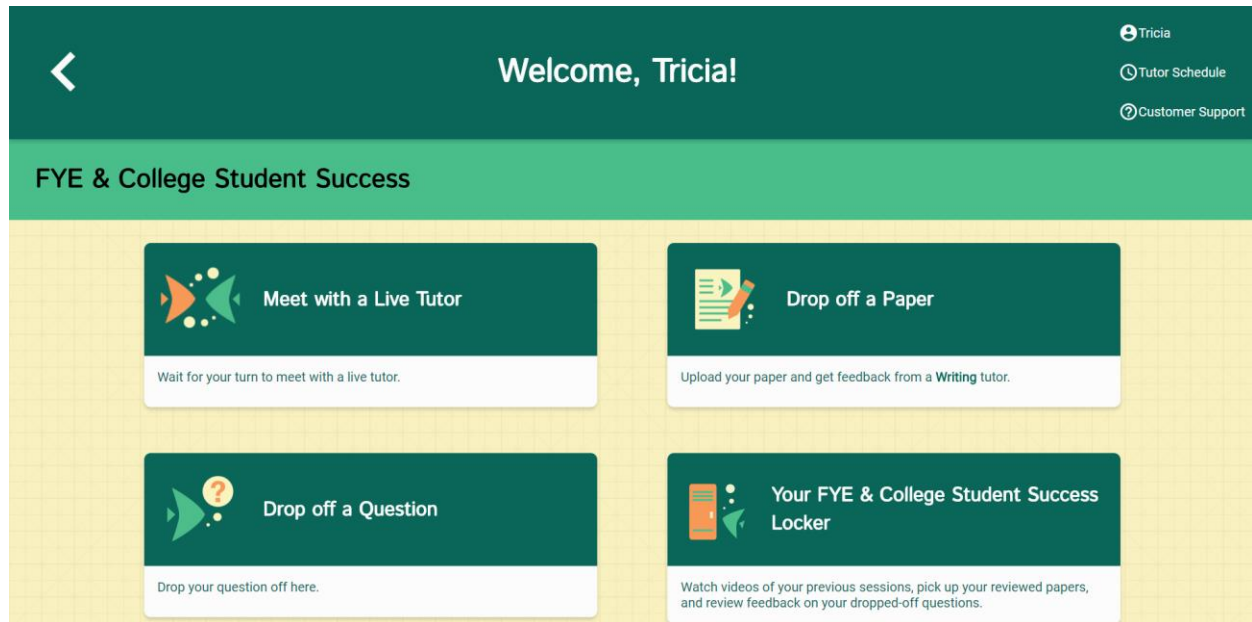 Welcome, Tricia!
Tricia
Tutor Schedule
Customer Support
FYE & College Student Success
Meet with a Live Tutor
Wait for your turn to meet with a live tutor.
Drop off a Paper
Upload your paper and get feedback from a Writing tutor.
?
Drop off a Question
Drop your question off here.
Your FYE & College Student Success
Locker
Watch videos of your previous sessions, pick up your reviewed papers,
and review feedback on your dropped-off questions.